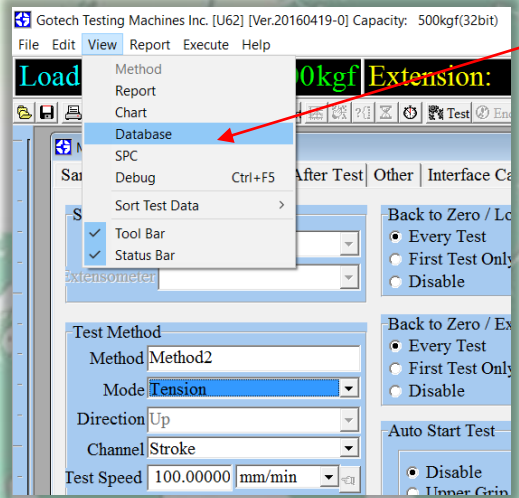 Gotech Testing Machines Inc. [U62] [Ver.20160419-0] Capacity: 500kgf(32bit)
File Edit View Report Execute Help
Load 0kgf Extension:
Test
Method
Report
Chart
Database
SPC
Debug Ctrl+F5
Sort Test Data
Tool Bar
Status Bar
After Test Other Interface
Extensometer
Back to Zero /
Every Test
First Test Only
Disable
Test Method
Method Method2
Mode Tension
Direction Up
Channel Stroke
Test Speed 100.00000 mm/min
Back to Zero /
Every Test
First Test Only
Disable
Auto Start Test
Disable
Upper Grip